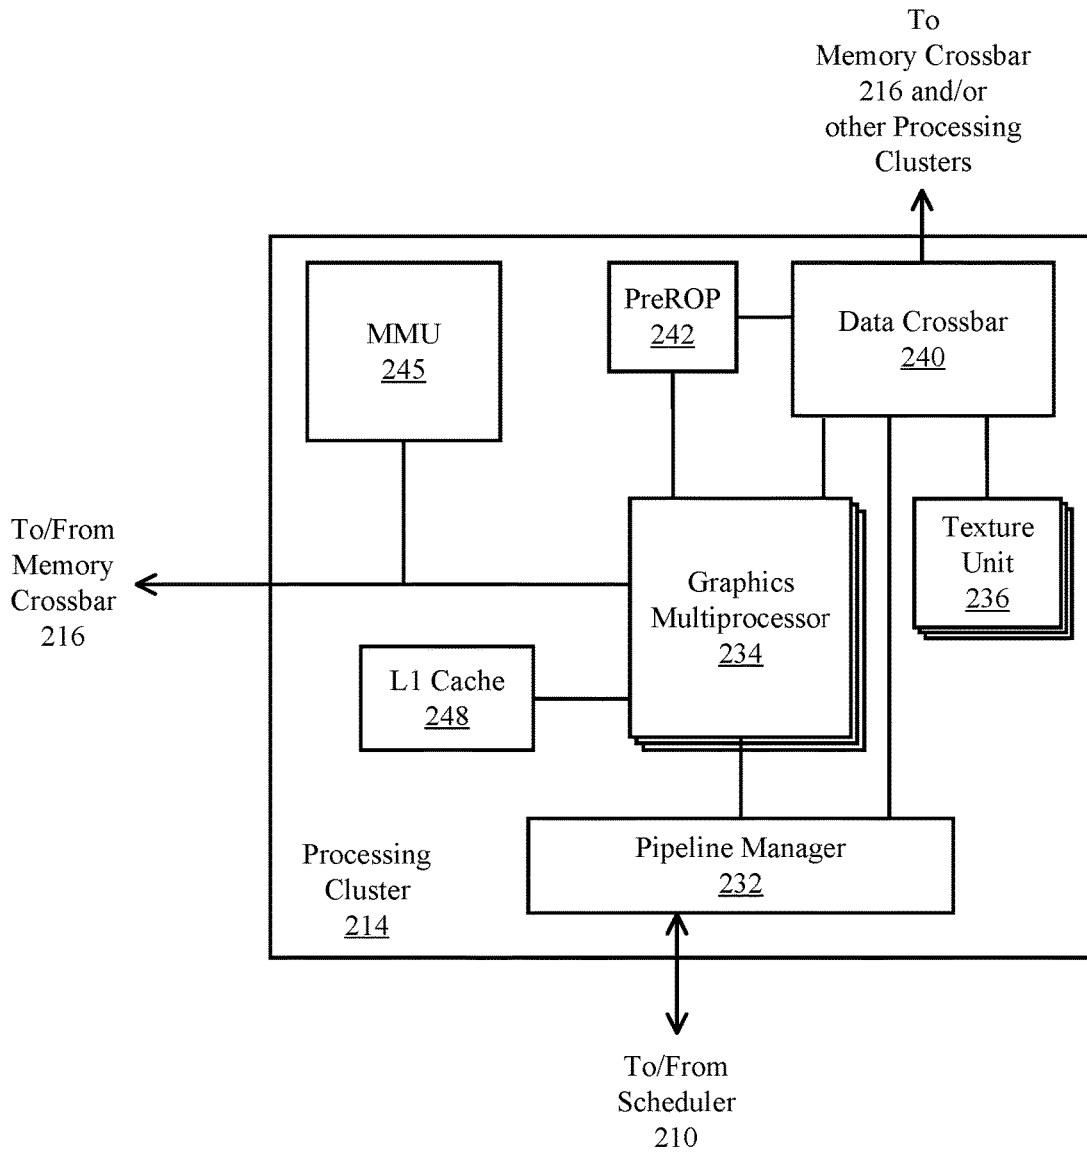 To
Memory Crossbar
216 and/or
other Processing
Clusters
MMU
245
PreROP
242
Data Crossbar
240
To/From
Memory
Crossbar
216
Graphics
Multiprocessor
234
Texture
Unit
236
L1 Cache
248
Pipeline Manager
232
Processing
Cluster
214
To/From
Scheduler
210